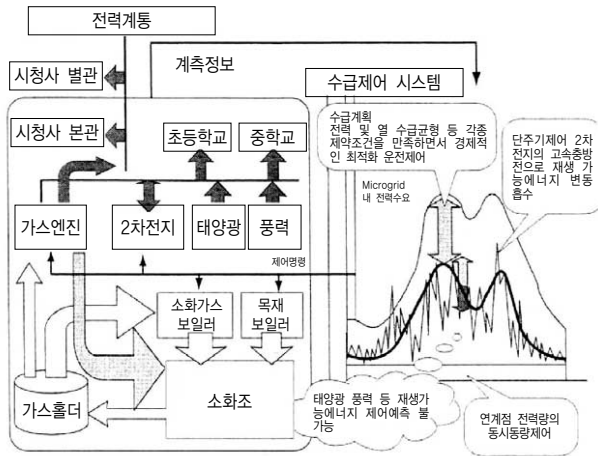 전력계통
시청사 별관
계측정보
수급제어 시스템
시청사 본관
초등학교
중학교
가스엔진
2차전지
태양광
풍력
제어명령
소화가스
보일러
목재
보일러
가스홀더
소화조
수급계획
전력 및 열 수급균형 등 각종
제약조건을 만족하면서 경제적
인 최적화 운전제어
Microgrid
내 전력수요
단주기제어 2차
전지의 고속충방
전으로 재생 가
능에너지 변동
흡수
태양광 풍력 등 재생가
능에너지 제어예측 불
가능
연계점 전력량의
동시동량제어